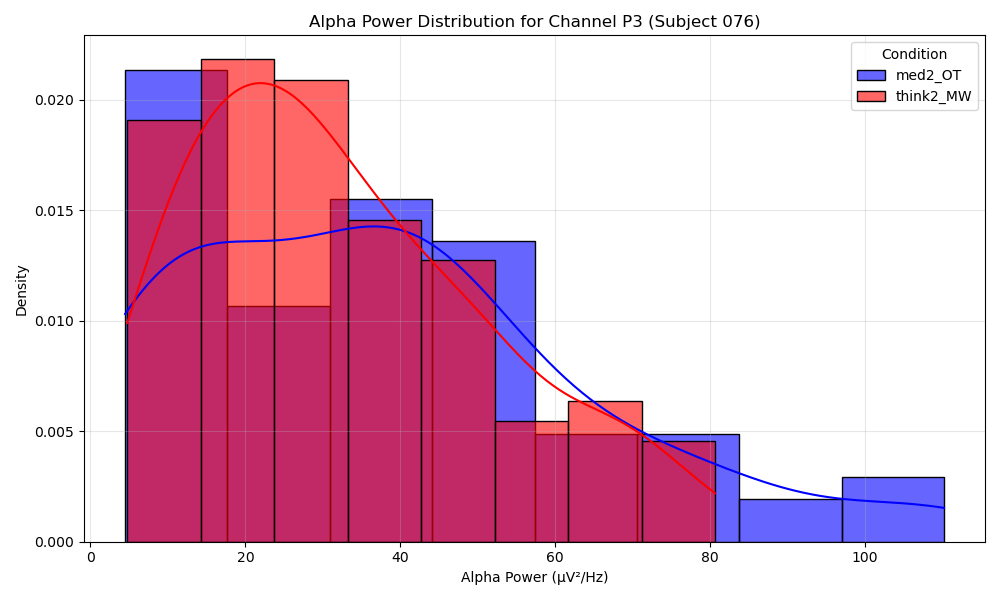 Alpha Power Distribution for Channel P3 (Subject 076)
Condition
med2_OT
think2_MW
Density
0.020
0.015
0.010
0.005
0.000
0 20 40 60 80 100
Alpha Power (μV²/Hz)